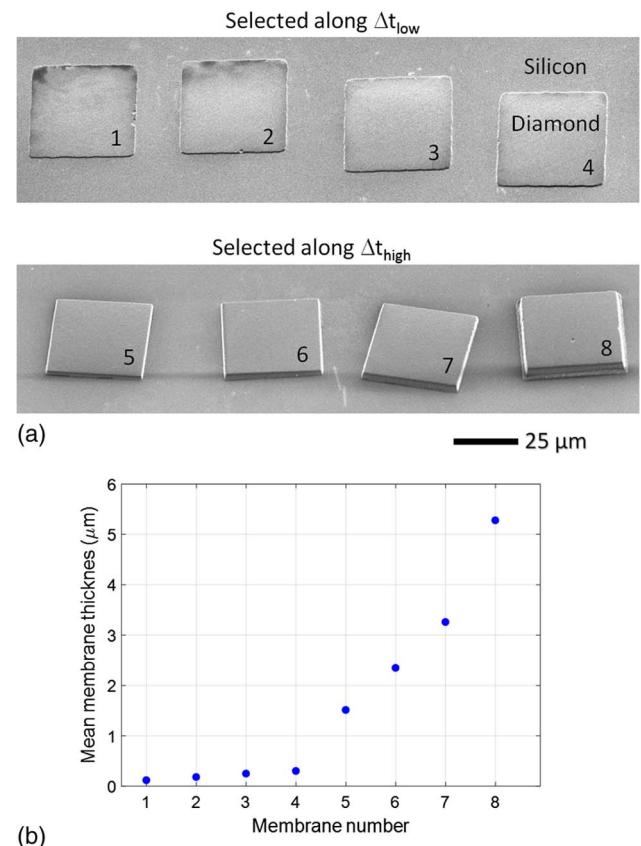 Selected along Δt_low
Silicon
Diamond
1
2
3
4
Selected along Δt_high
5
6
7
8
(a)
25 µm
6
5
4
3
2
1
0
Mean membrane thicknes (µm)
1 2 3 4 5 6 7 8
Membrane number
(b)